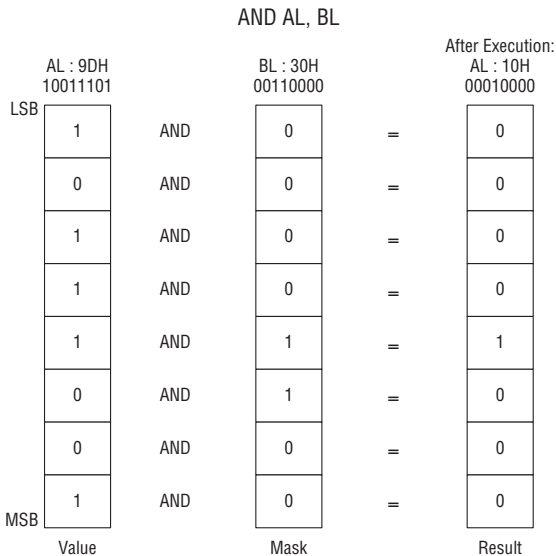 AND AL, BL
AL : 9DH
10011101
BL : 30H
00110000
After Execution:
AL : 10H
00010000
LSB
1 AND 0 = 0
0 AND 0 = 0
1 AND 0 = 0
1 AND 0 = 0
1 AND 1 = 1
0 AND 1 = 0
0 AND 0 = 0
1 AND 0 = 0
MSB
Value Mask Result